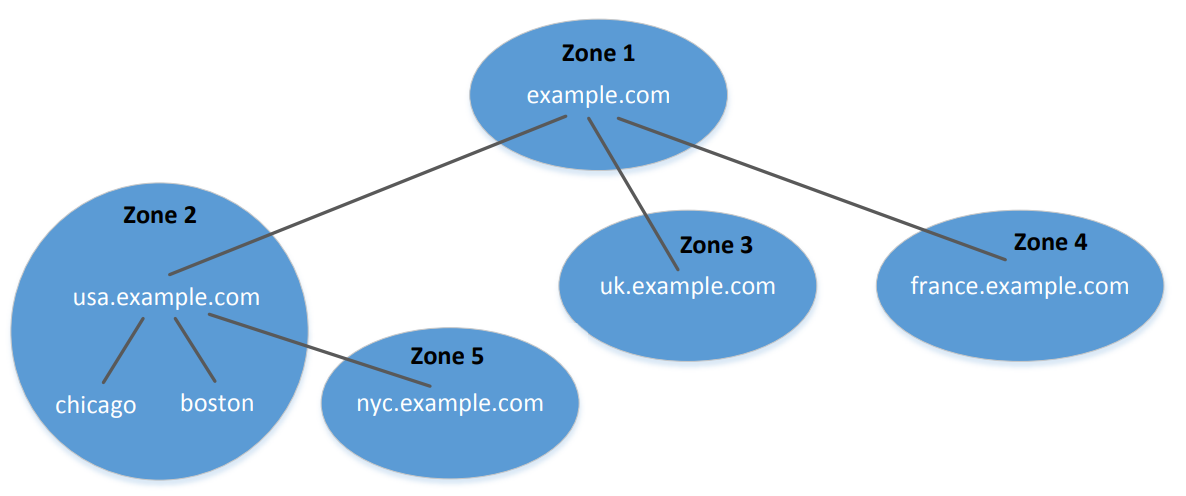 Zone 1
example.com
Zone 2
usa.example.com
chicago
boston
Zone 5
nyc.example.com
Zone 3
uk.example.com
Zone 4
france.example.com